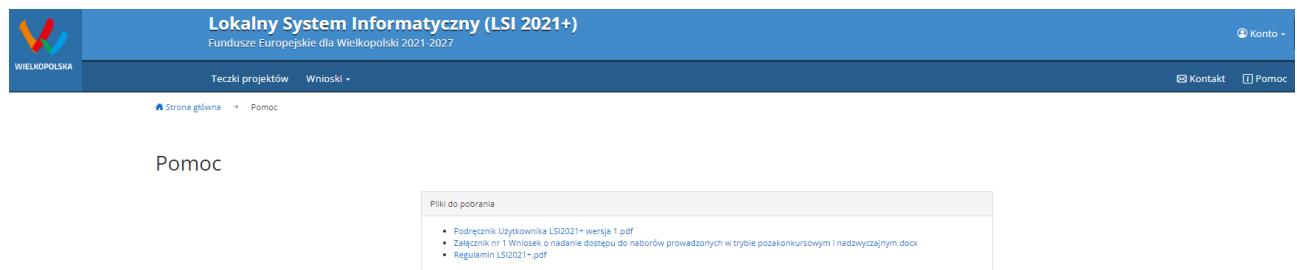 Lokalny System Informatyczny (LSI 2021+)
Fundusze Europejskie dla Wielkopolski 2021-2027
Konto
WIELKOPOLSKA
Teczki projektów Wnioski Kontakt Pomoc
Strona główna → Pomoc
Pomoc
Pliki do pobrania
• Podręcznik Użytkownika LSI2021+ wersja 1.pdf
• Załącznik nr 1 Wniosek o nadanie dostępu do naborów prowadzonych w trybie pozakonkursowym i nadzwyczajnym.docx
• Regulamin LSI2021+.pdf